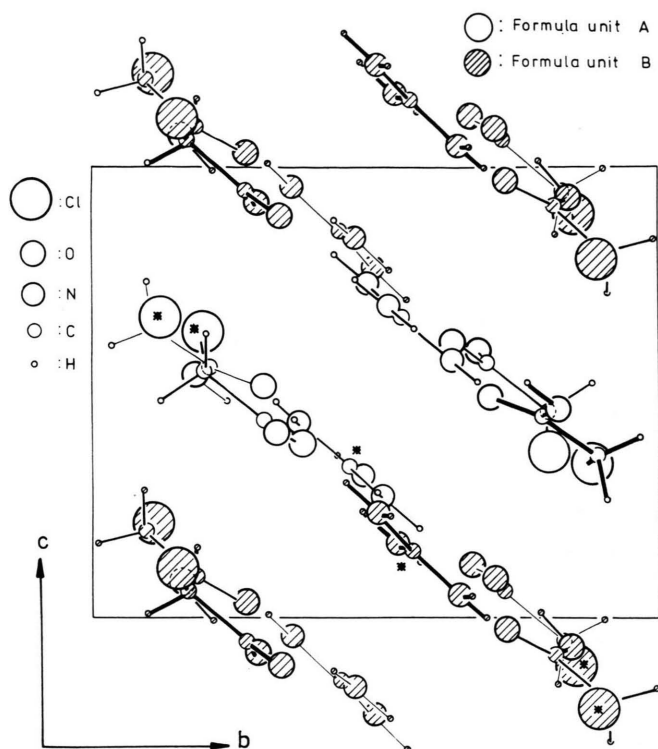 : Formula unit A
: Formula unit B
: Cl
: O
: N
: C
: H
*
*
*
*
*
*
c
b